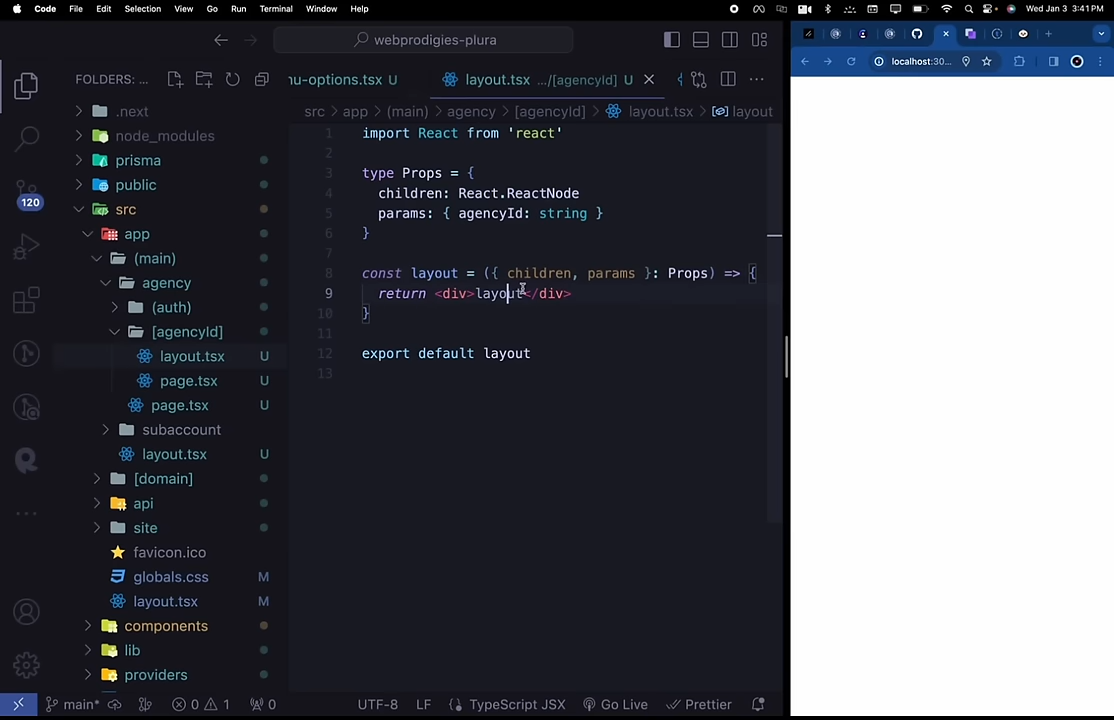 Code File Edit Selection View Go Run Terminal Window Help
Wed Jan 3 3:41 PM
webprodigies-plura
localhost:30...
FOLDERS: ...
nu-options.tsx U
layout.tsx .../[agencyId] U
src › app › (main) › agency › [agencyId] › layout.tsx › layout
.next
node_modules
prisma
public
src
app
(main)
agency
(auth)
[agencyId]
layout.tsx U
page.tsx U
page.tsx U
subaccount
layout.tsx U
[domain]
api
site
favicon.ico
globals.css M
layout.tsx M
components
lib
providers
120
1 import React from 'react'
2
3 type Props = {
4 children: React.ReactNode
5 params: { agencyId: string }
6 }
7
8 const layout = ({ children, params }: Props) => {
9 return <div>layout</div>
10 }
11
12 export default layout
13
main* 0 1 0
UTF-8 LF TypeScript JSX Go Live Prettier